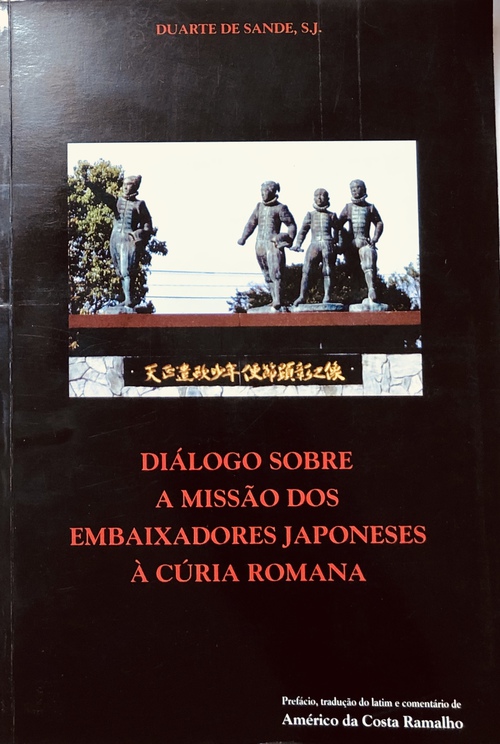 DUARTE DE SANDE, S.J.
天正遣欧少年使節顕彰之像
DIÁLOGO SOBRE
A MISSÃO DOS
EMBAIXADORES JAPONESES
À CÚRIA ROMANA
Prefácio, tradução do latim e comentário de
Américo da Costa Ramalho